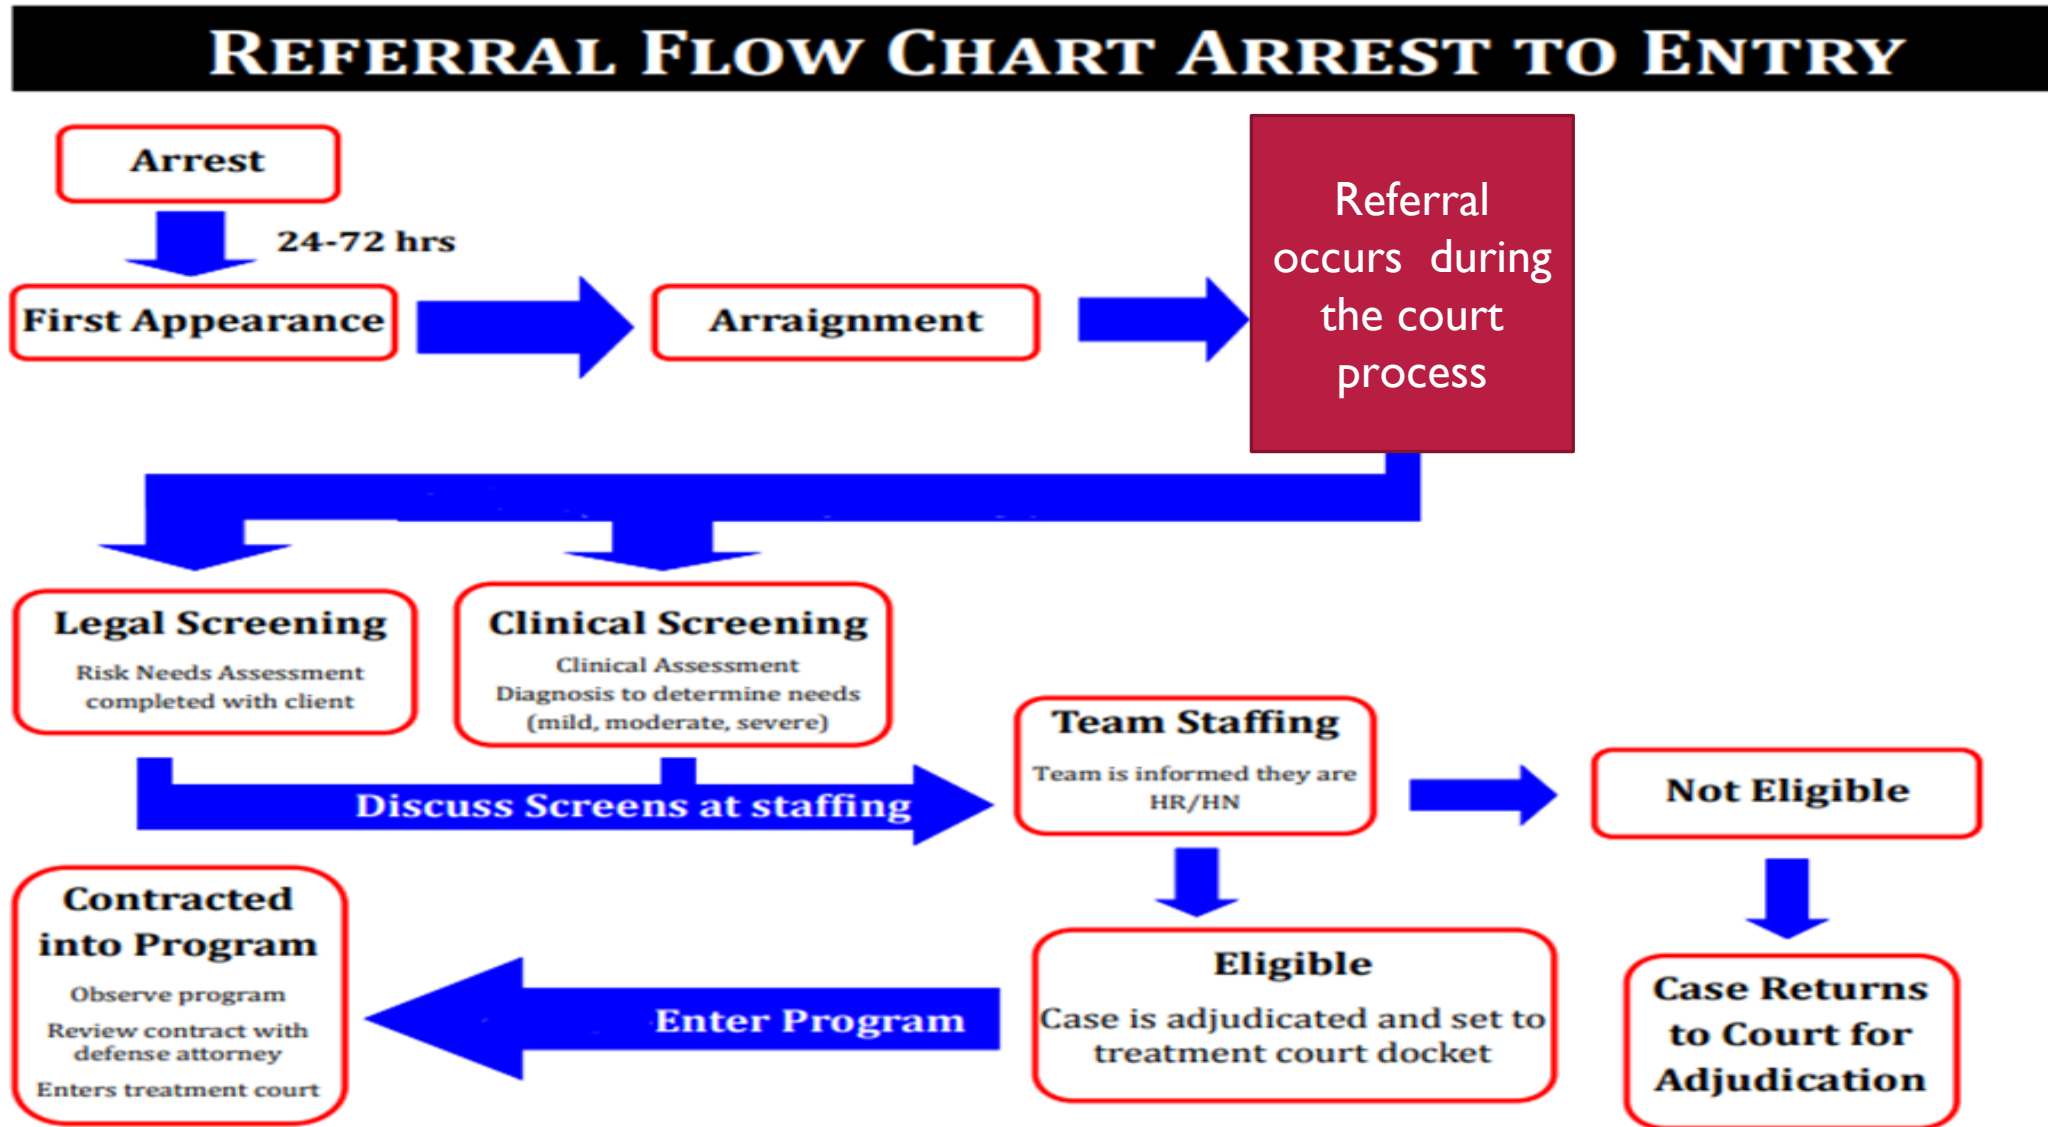 REFERRAL FLOW CHART ARREST TO ENTRY
Arrest
24-72 hrs
First Appearance
Arraignment
Referral
occurs during
the court
process
Legal Screening
Risk Needs Assessment
completed with client
Clinical Screening
Clinical Assessment
Diagnosis to determine needs
(mild, moderate, severe)
Discuss Screens at staffing
Team Staffing
Team is informed they are
HR/HN
Not Eligible
Contracted
into Program
Observe program
Review contract with
defense attorney
Enters treatment court
Enter Program
Eligible
Case is adjudicated and set to
treatment court docket
Case Returns
to Court for
Adjudication